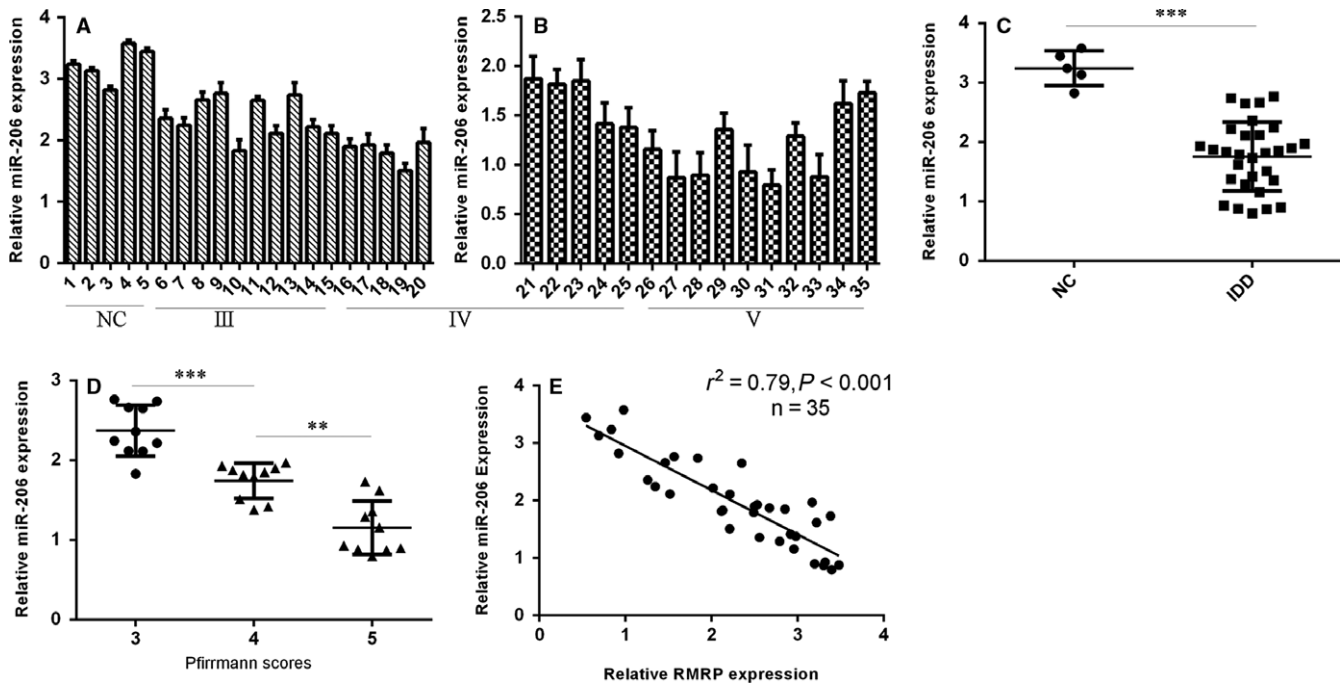 A
Relative miR-206 expression
4
3
2
1
0
1 2 3 4 5 6 7 8 9 10 11 12 13 14 15 16 17 18 19 20
B
Relative miR-206 expression
2.5
2.0
1.5
1.0
0.5
0.0
21 22 23 24 25 26 27 28 29 30 31 32 33 34 35
NC III IV V
C
***
Relative miR-206 expression
4
3
2
1
0
NC IDD
D
*** **
Relative miR-206 expression
3
2
1
0
3 4 5
Pfirrmann scores
E
r² = 0.79, P < 0.001
n = 35
Relative miR-206 Expression
4
3
2
1
0
0 1 2 3 4
Relative RMRP expression